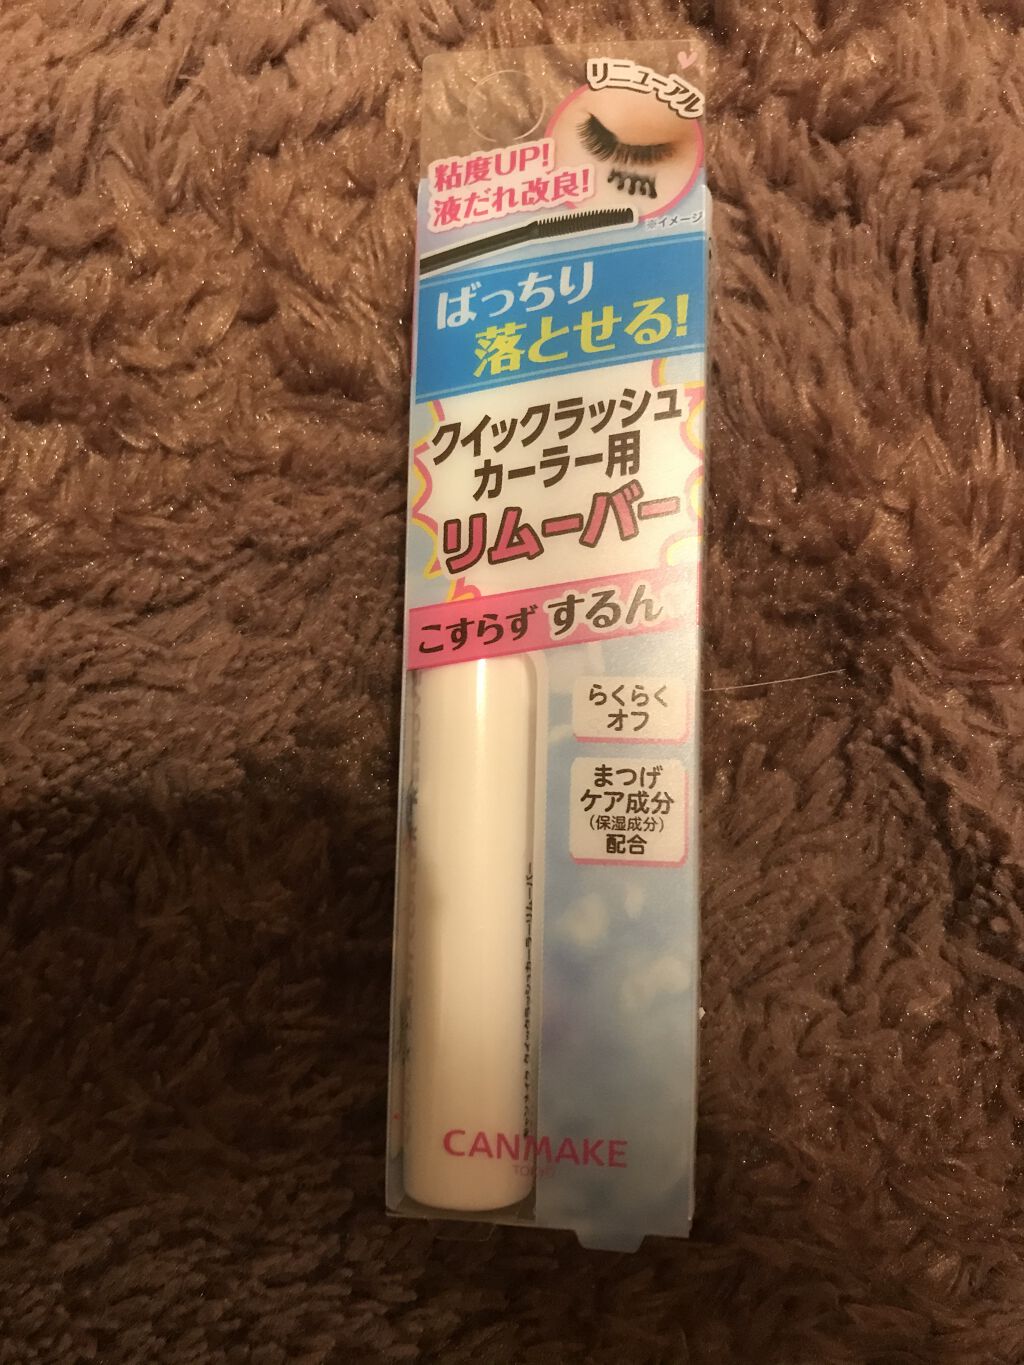 リニューアル
粘度UP!
液だれ改良!
※イメージ
ばっちり
落とせる!
クイックラッシュ
カーラー用
リムーバー
こすらず するん
らくらく
オフ
まつげ
ケア成分
(保湿成分)
配合
CANMAKE
TOKYO